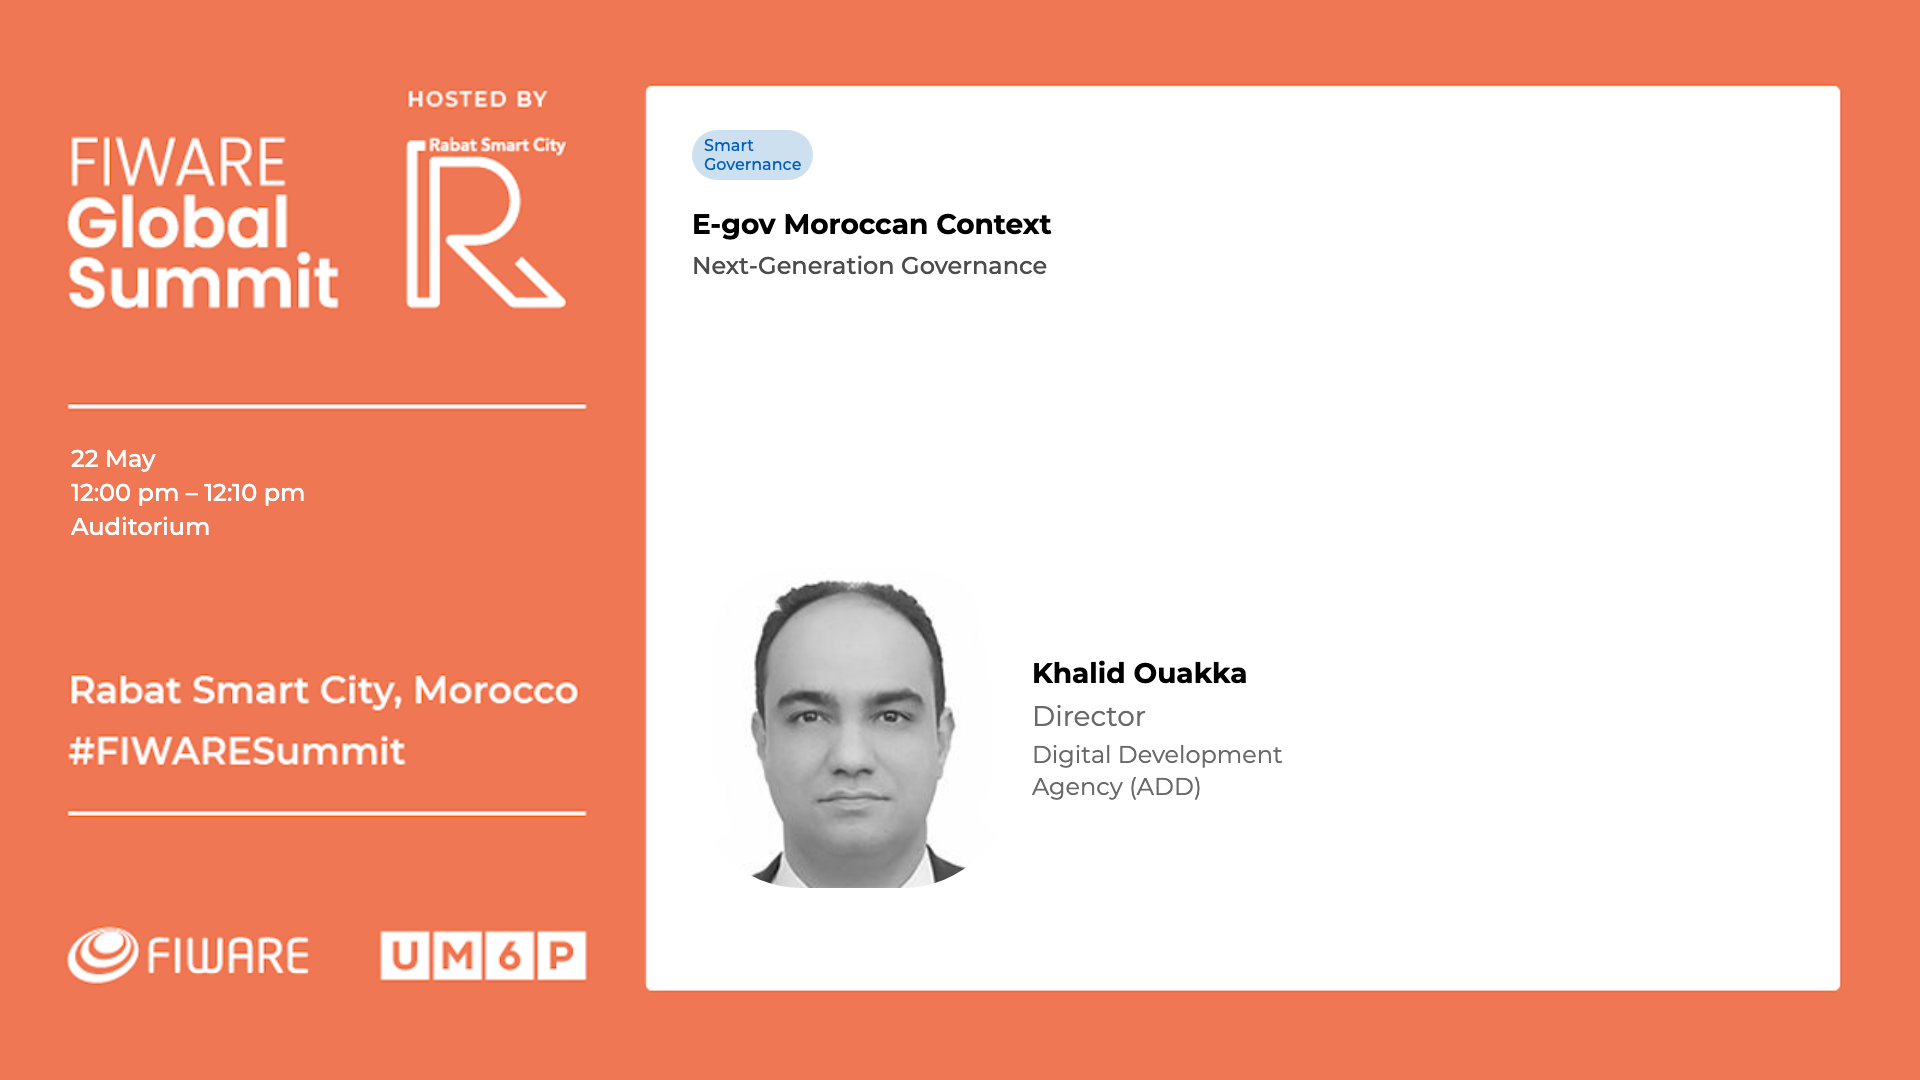 HOSTED BY
FIWARE
Global
Summit
Rabat Smart City
22 May
12:00 pm – 12:10 pm
Auditorium
Rabat Smart City, Morocco
#FIWARESummit
FIWARE
UM6P
Smart
Governance
E-gov Moroccan Context
Next-Generation Governance
Khalid Ouakka
Director
Digital Development
Agency (ADD)